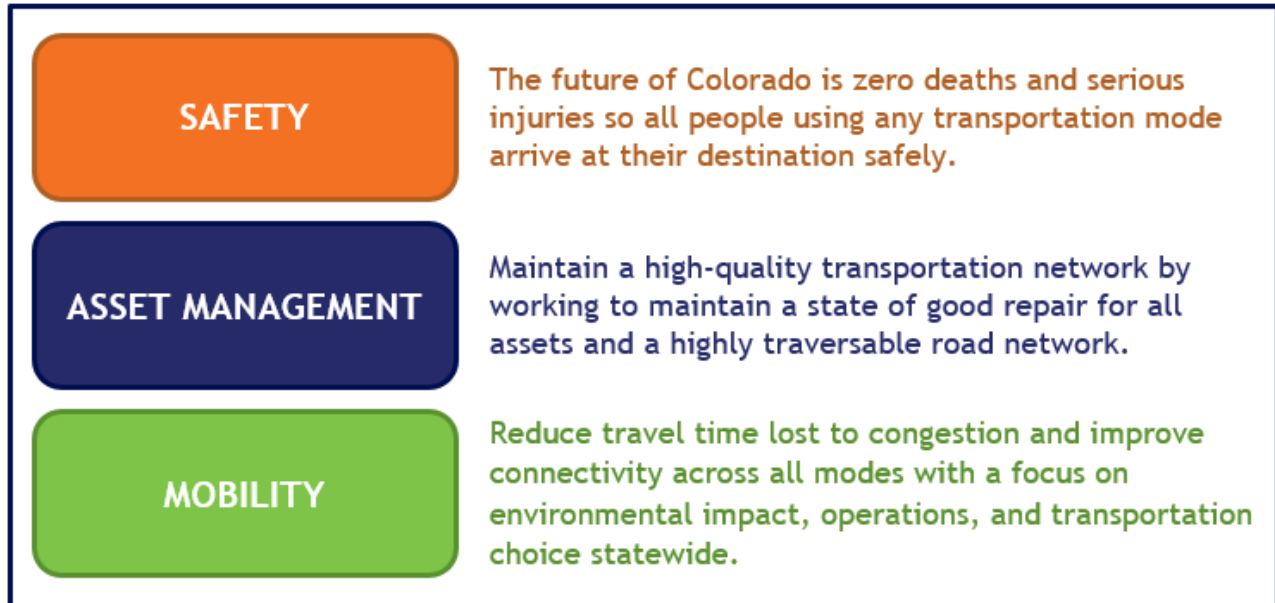 SAFETY
The future of Colorado is zero deaths and serious
injuries so all people using any transportation mode
arrive at their destination safely.
ASSET MANAGEMENT
Maintain a high-quality transportation network by
working to maintain a state of good repair for all
assets and a highly traversable road network.
MOBILITY
Reduce travel time lost to congestion and improve
connectivity across all modes with a focus on
environmental impact, operations, and transportation
choice statewide.